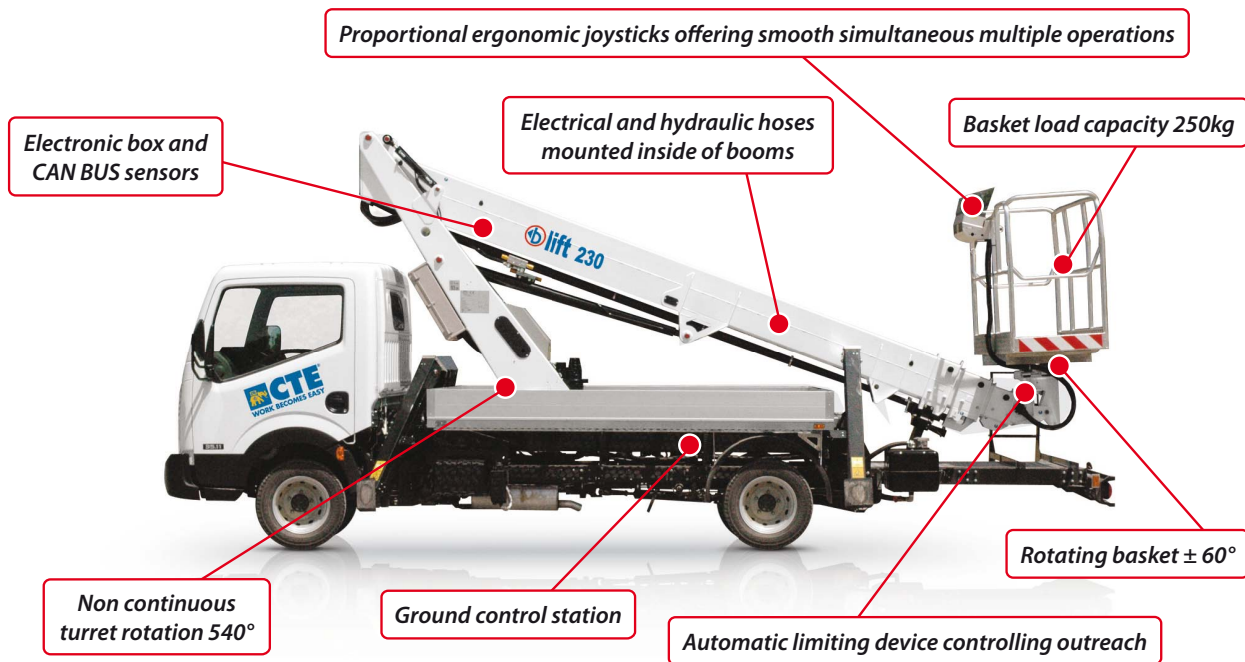 Proportional ergonomic joysticks offering smooth simultaneous multiple operations
Electronic box and
CAN BUS sensors
Electrical and hydraulic hoses
mounted inside of booms
Basket load capacity 250kg
lift 230
CTE
WORK BECOMES EASY
Rotating basket ± 60°
Non continuous
turret rotation 540°
Ground control station
Automatic limiting device controlling outreach